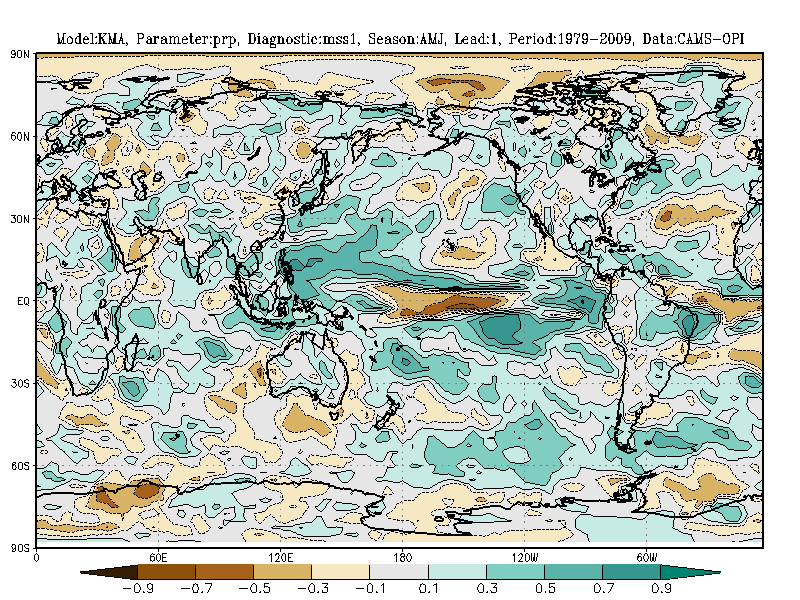 Model:KMA, Parameter:prp, Diagnostic:mss1, Season:AMJ, Lead:1, Period:1979−2009, Data:CAMS−OPI
90N
60N
30N
EQ
30S
60S
90S
0 60E 120E 180 120W 60W
−0.9 −0.7 −0.5 −0.3 −0.1 0.1 0.3 0.5 0.7 0.9